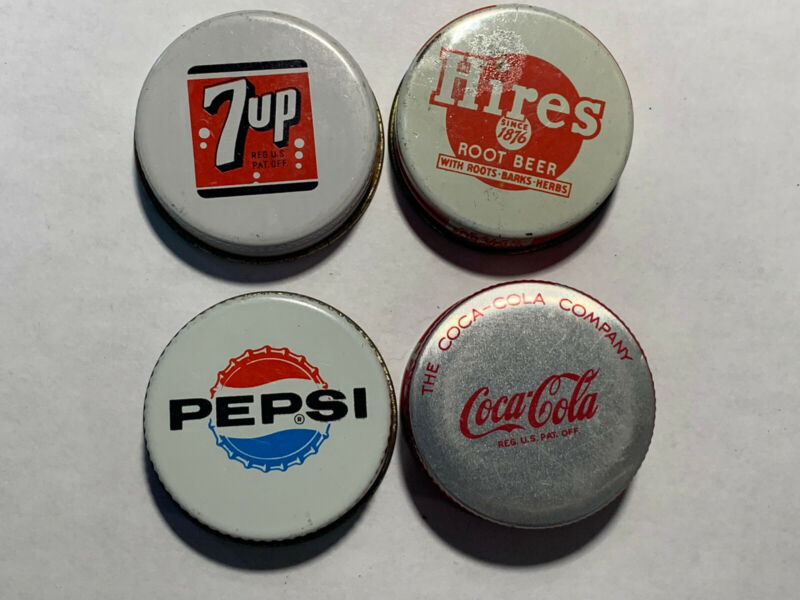 7up
REG. U.S.
PAT. OFF.
Hires
SINCE
1876
ROOT BEER
WITH ROOTS·BARKS·HERBS
PEPSI
®
THE COCA-COLA COMPANY
Coca-Cola
REG. U.S. PAT. OFF.